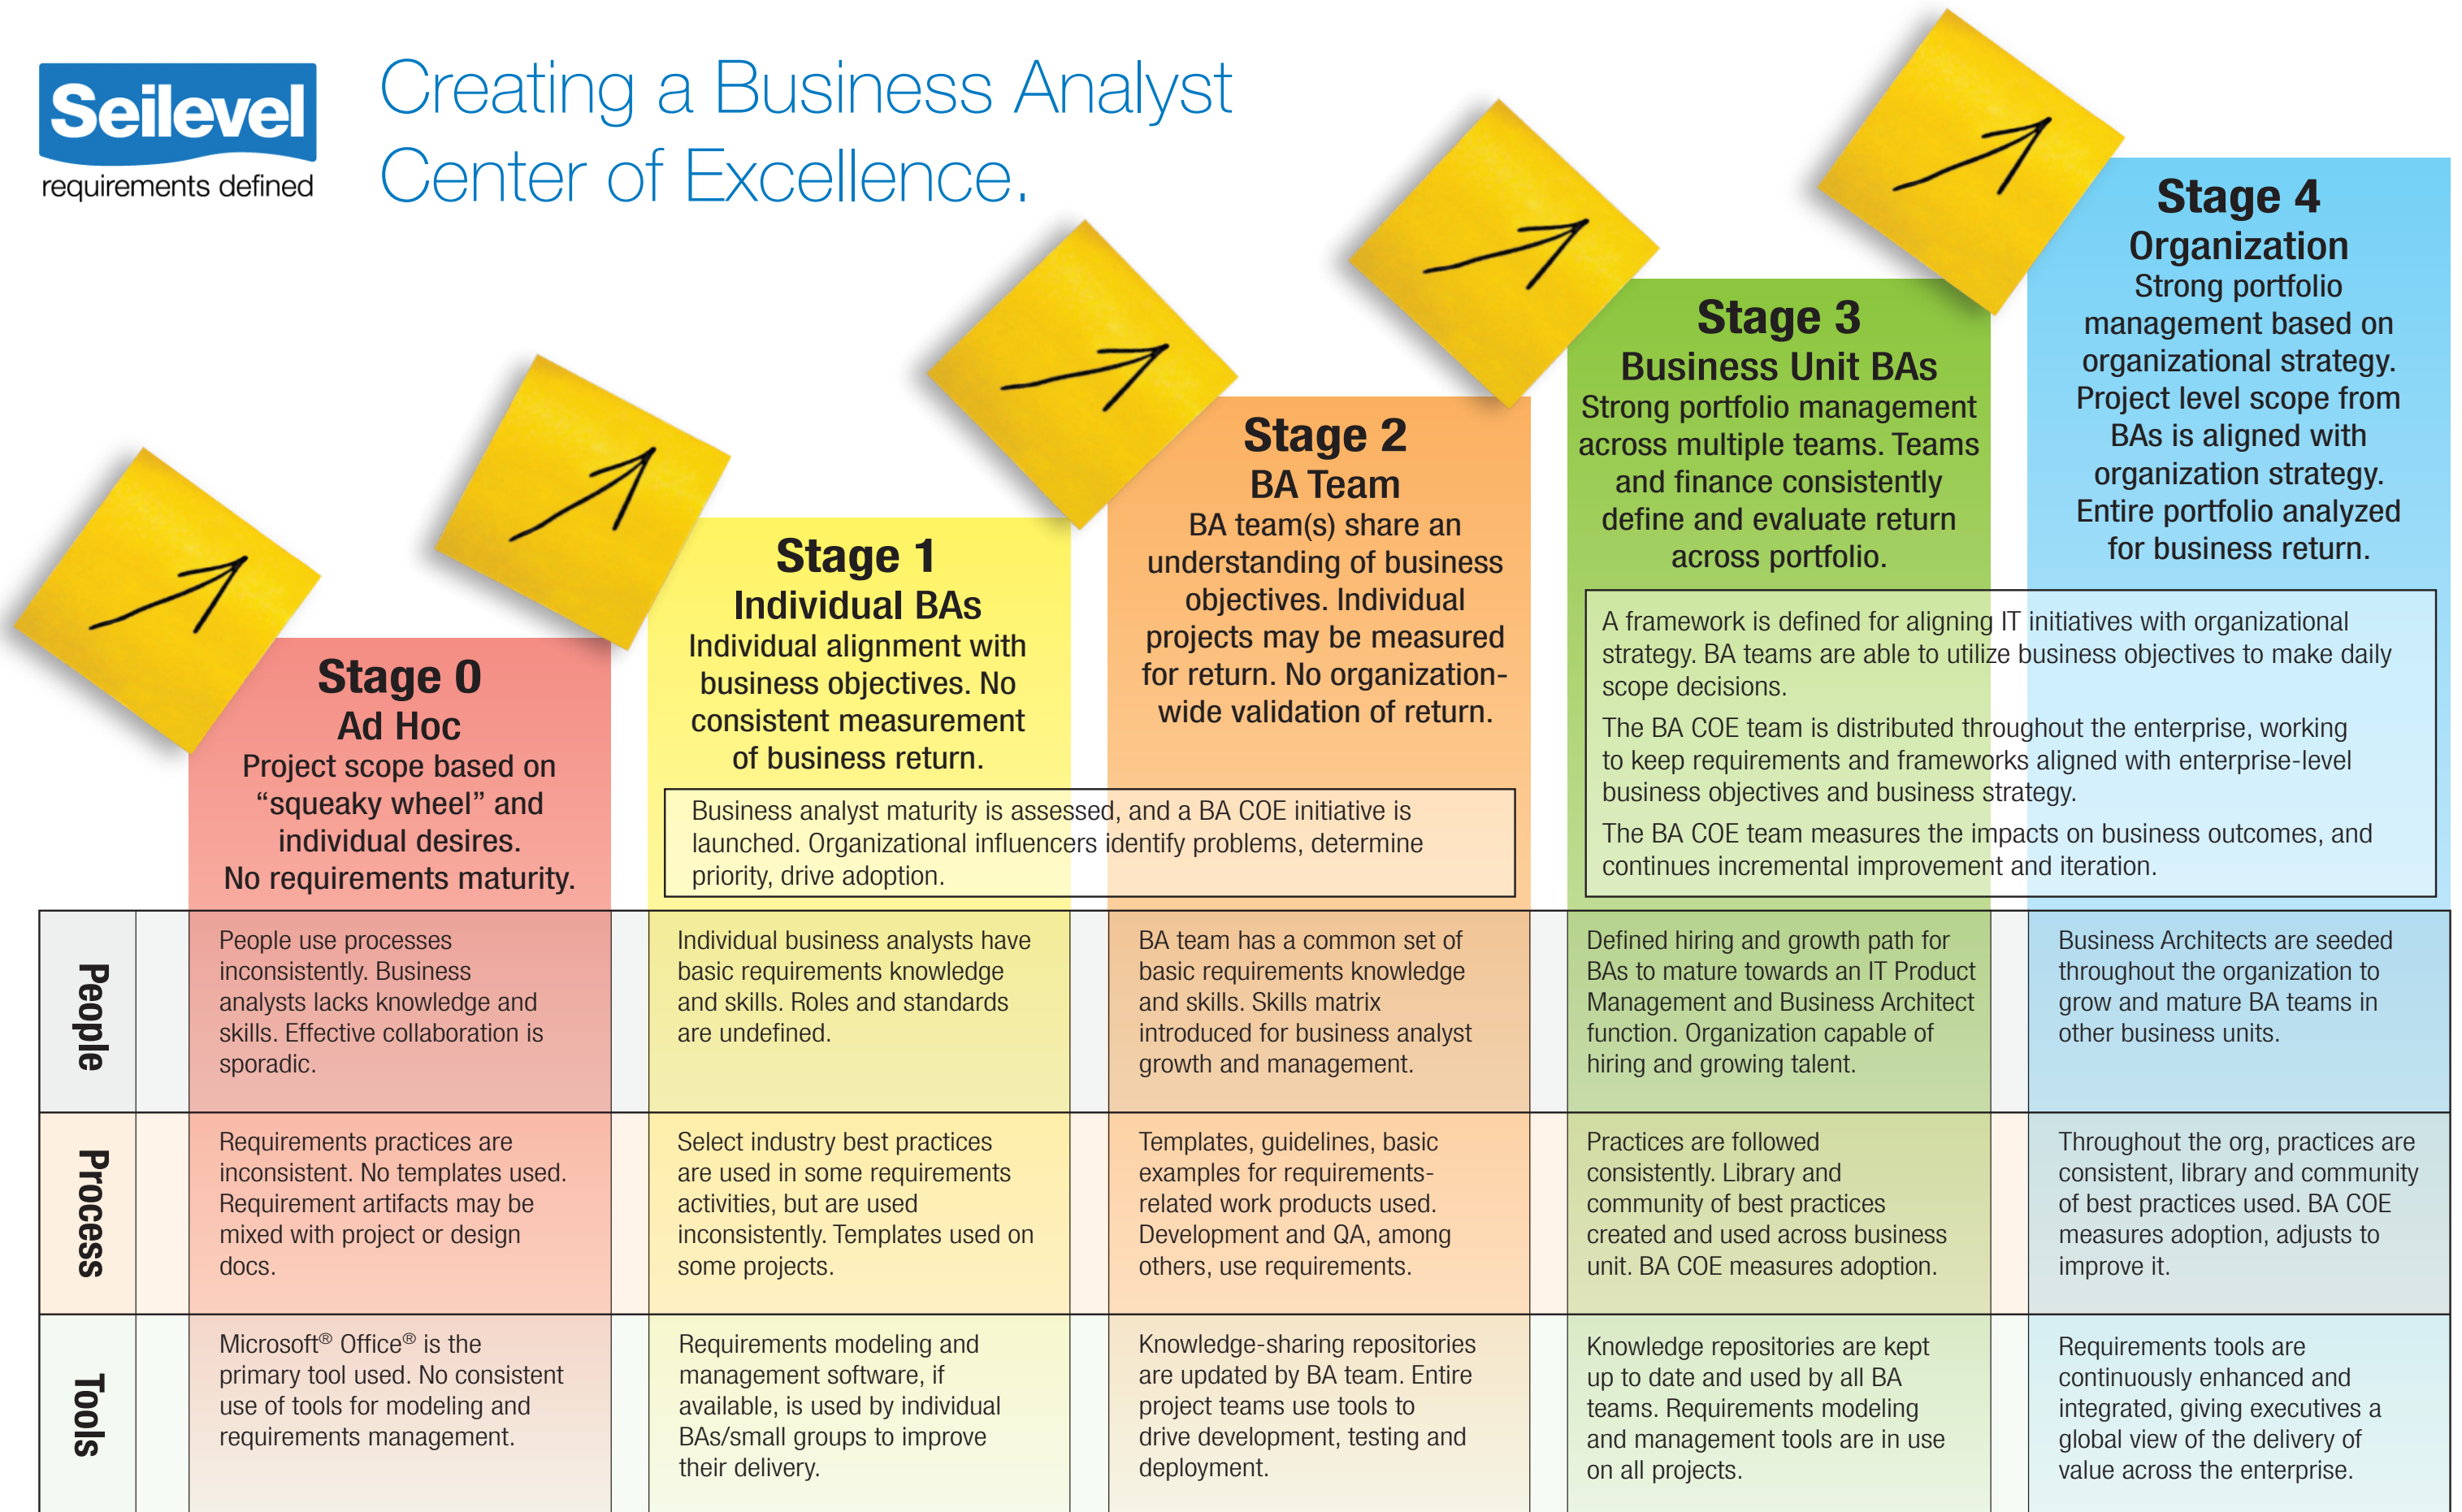 Seilevel
requirements defined
Creating a Business Analyst
Center of Excellence.
Stage 0
Ad Hoc
Project scope based on
“squeaky wheel” and
individual desires.
No requirements maturity.
Stage 1
Individual BAs
Individual alignment with
business objectives. No
consistent measurement
of business return.
Stage 2
BA Team
BA team(s) share an
understanding of business
objectives. Individual
projects may be measured
for return. No organization-
wide validation of return.
Business analyst maturity is assessed, and a BA COE initiative is
launched. Organizational influencers identify problems, determine
priority, drive adoption.
Stage 3
Business Unit BAs
Strong portfolio management
across multiple teams. Teams
and finance consistently
define and evaluate return
across portfolio.
Stage 4
Organization
Strong portfolio
management based on
organizational strategy.
Project level scope from
BAs is aligned with
organization strategy.
Entire portfolio analyzed
for business return.
A framework is defined for aligning IT initiatives with organizational
strategy. BA teams are able to utilize business objectives to make daily
scope decisions.
The BA COE team is distributed throughout the enterprise, working
to keep requirements and frameworks aligned with enterprise-level
business objectives and business strategy.
The BA COE team measures the impacts on business outcomes, and
continues incremental improvement and iteration.
People
People use processes
inconsistently. Business
analysts lacks knowledge and
skills. Effective collaboration is
sporadic.
Individual business analysts have
basic requirements knowledge
and skills. Roles and standards
are undefined.
BA team has a common set of
basic requirements knowledge
and skills. Skills matrix
introduced for business analyst
growth and management.
Defined hiring and growth path for
BAs to mature towards an IT Product
Management and Business Architect
function. Organization capable of
hiring and growing talent.
Business Architects are seeded
throughout the organization to
grow and mature BA teams in
other business units.
Process
Requirements practices are
inconsistent. No templates used.
Requirement artifacts may be
mixed with project or design
docs.
Select industry best practices
are used in some requirements
activities, but are used
inconsistently. Templates used on
some projects.
Templates, guidelines, basic
examples for requirements-
related work products used.
Development and QA, among
others, use requirements.
Practices are followed
consistently. Library and
community of best practices
created and used across business
unit. BA COE measures adoption.
Throughout the org, practices are
consistent, library and community
of best practices used. BA COE
measures adoption, adjusts to
improve it.
Tools
Microsoft® Office® is the
primary tool used. No consistent
use of tools for modeling and
requirements management.
Requirements modeling and
management software, if
available, is used by individual
BAs/small groups to improve
their delivery.
Knowledge-sharing repositories
are updated by BA team. Entire
project teams use tools to
drive development, testing and
deployment.
Knowledge repositories are kept
up to date and used by all BA
teams. Requirements modeling
and management tools are in use
on all projects.
Requirements tools are
continuously enhanced and
integrated, giving executives a
global view of the delivery of
value across the enterprise.